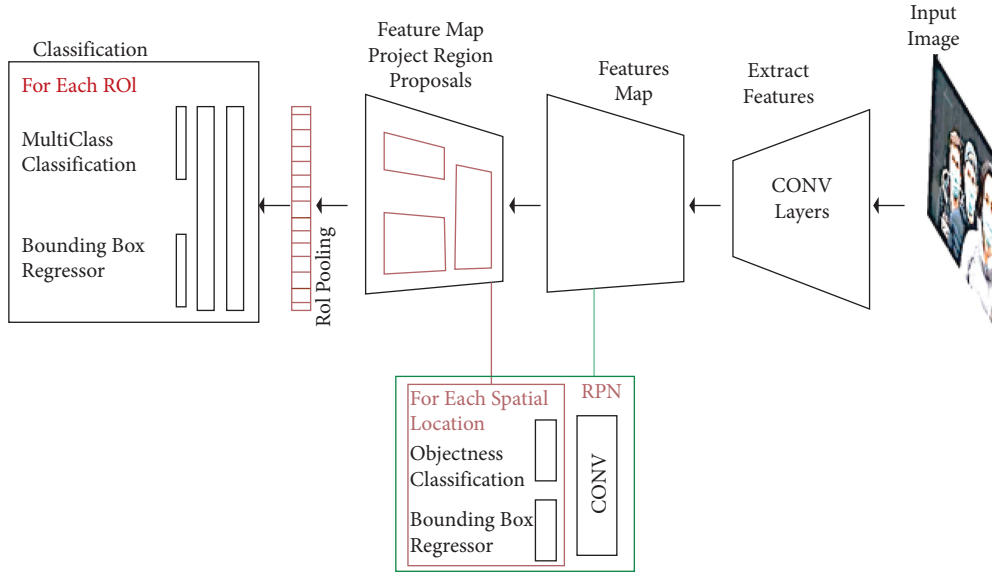 Input
Image
Extract
Features
CONV
Layers
Features
Map
Feature Map
Project Region
Proposals
RoI Pooling
Classification
For Each ROl
MultiClass
Classification
Bounding Box
Regressor
RPN
CONV
For Each Spatial
Location
Objectness
Classification
Bounding Box
Regressor